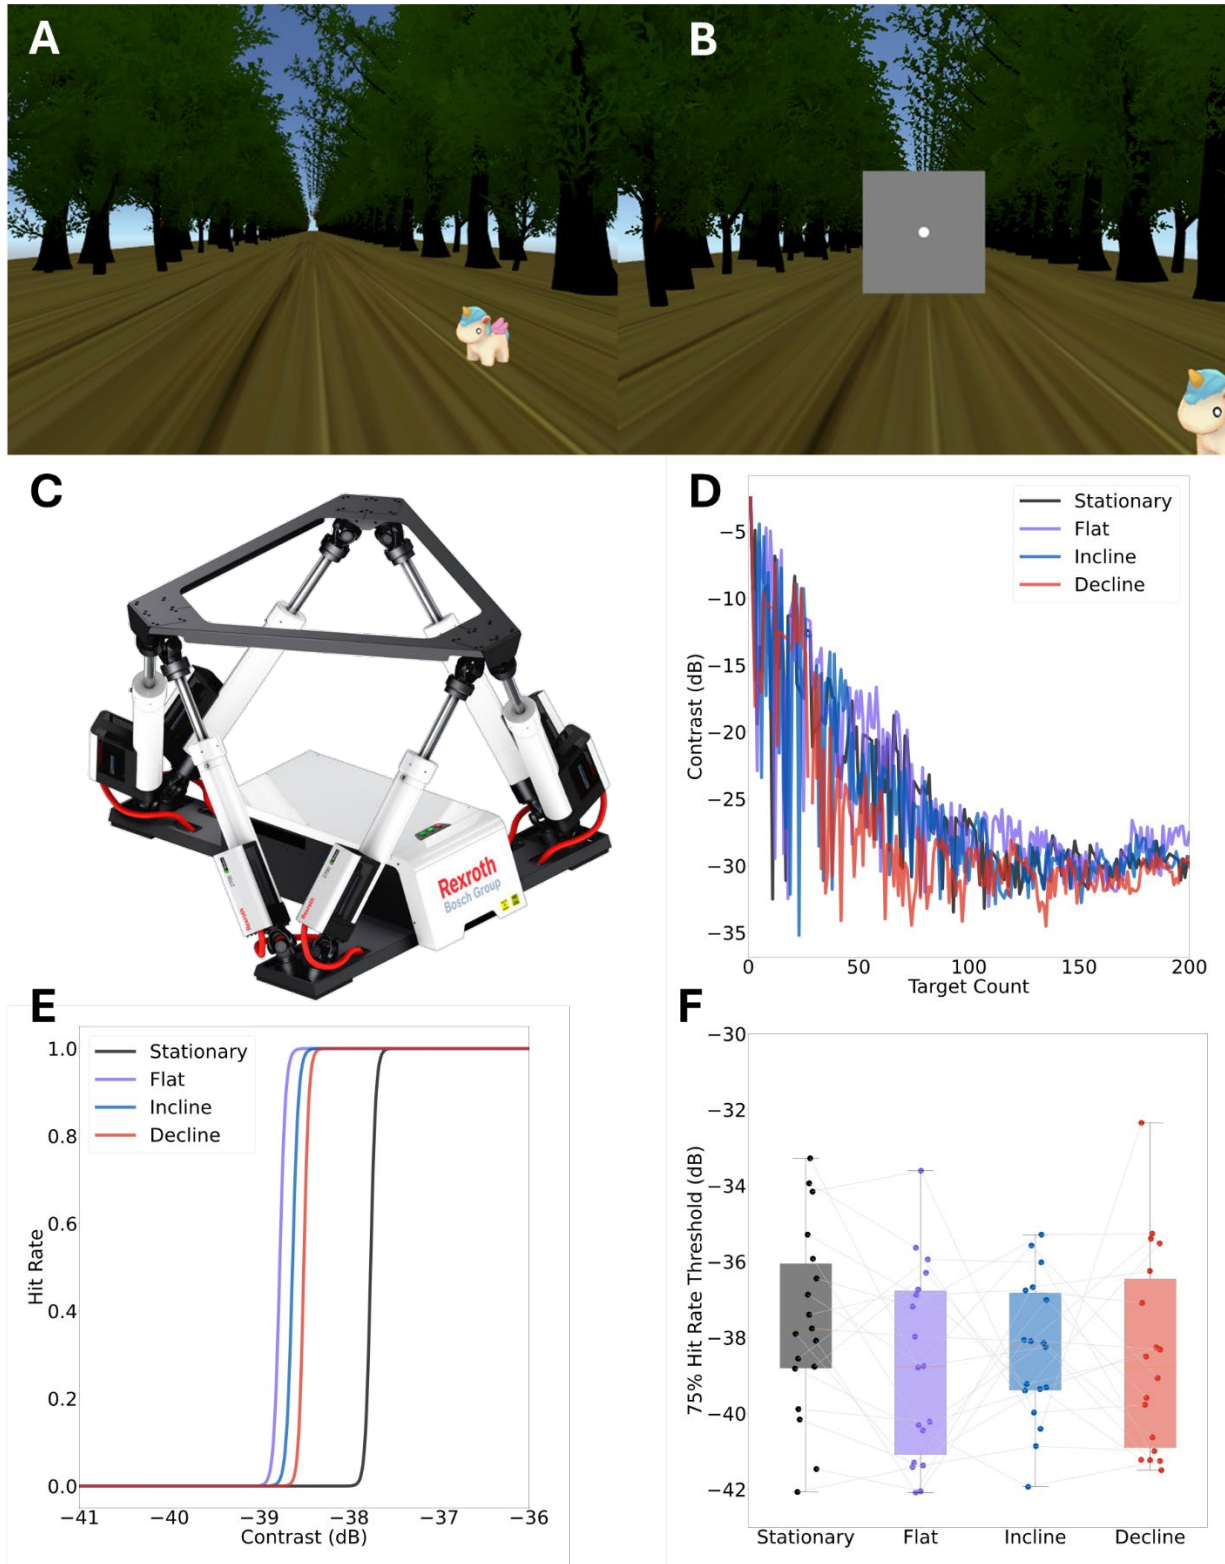 A
B
C
Rexroth
Bosch Group
Rexroth
Rexroth
D
Stationary
Flat
Incline
Decline
−5
−10
−15
−20
−25
−30
−35
Contrast (dB)
0 50 100 150 200
Target Count
E
Stationary
Flat
Incline
Decline
1.0
0.8
0.6
0.4
0.2
0.0
Hit Rate
−41 −40 −39 −38 −37 −36
Contrast (dB)
F
−30
−32
−34
−36
−38
−40
−42
75% Hit Rate Threshold (dB)
Stationary Flat Incline Decline